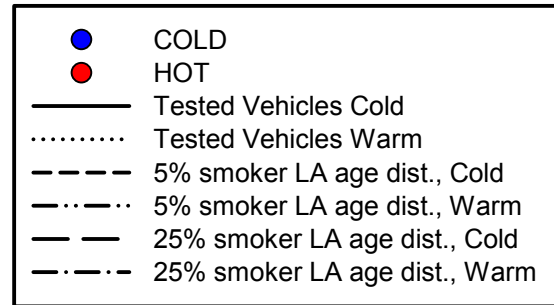 COLD
HOT
Tested Vehicles Cold
Tested Vehicles Warm
5% smoker LA age dist., Cold
5% smoker LA age dist., Warm
25% smoker LA age dist., Cold
25% smoker LA age dist., Warm